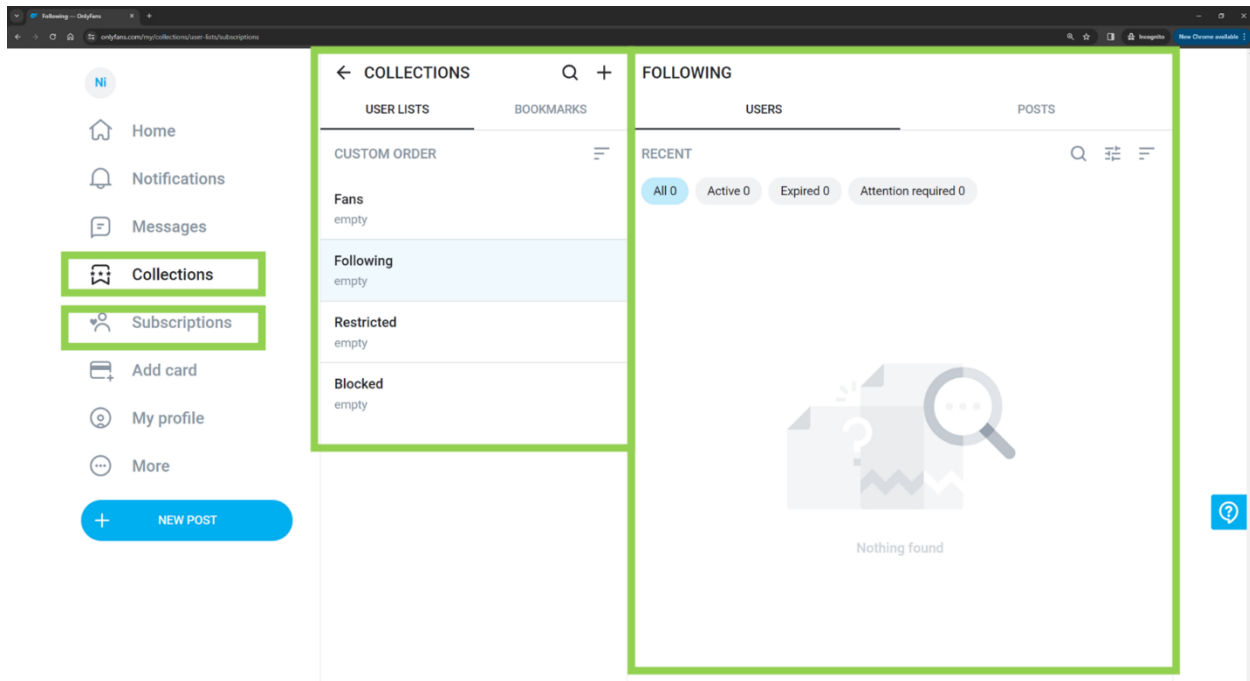 Following — OnlyFans
onlyfans.com/my/collections/user-lists/subscriptions
Incognito
New Chrome available
Ni
Home
Notifications
Messages
Collections
Subscriptions
Add card
My profile
More
NEW POST
COLLECTIONS
USER LISTS BOOKMARKS
CUSTOM ORDER
Fans
empty
Following
empty
Restricted
empty
Blocked
empty
FOLLOWING
USERS POSTS
RECENT
All 0 Active 0 Expired 0 Attention required 0
?
Nothing found